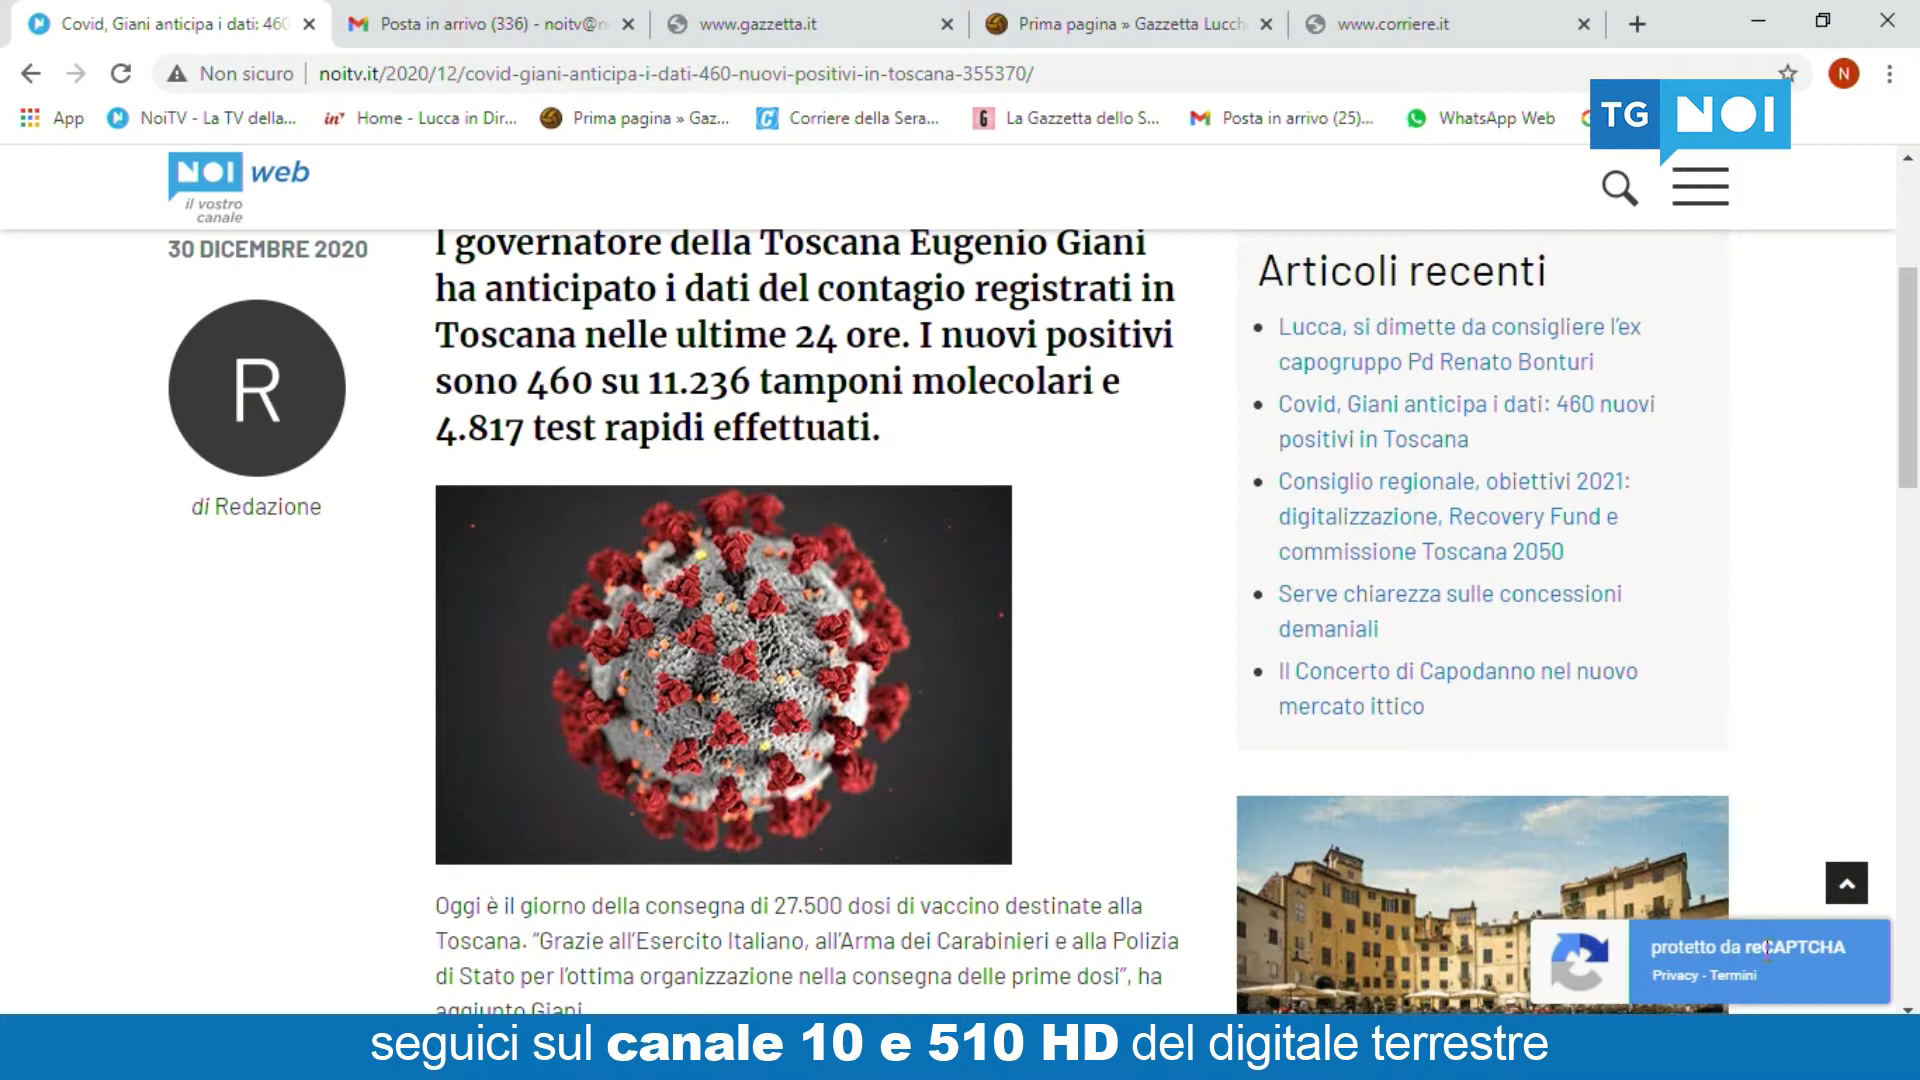 Covid, Giani anticipa i dati: 460
Posta in arrivo (336) - noitv@n
www.gazzetta.it
Prima pagina » Gazzetta Lucch
www.corriere.it
Non sicuro
noitv.it/2020/12/covid-giani-anticipa-i-dati-460-nuovi-positivi-in-toscana-355370/
N
App
NoiTV - La TV della...
Home - Lucca in Dir...
Prima pagina » Gaz...
Corriere della Sera...
La Gazzetta dello S...
Posta in arrivo (25)...
WhatsApp Web
TG NOI
NOI web
il vostro
canale
30 DICEMBRE 2020
R
di Redazione
l governatore della Toscana Eugenio Giani
ha anticipato i dati del contagio registrati in
Toscana nelle ultime 24 ore. I nuovi positivi
sono 460 su 11.236 tamponi molecolari e
4.817 test rapidi effettuati.
Oggi è il giorno della consegna di 27.500 dosi di vaccino destinate alla
Toscana. “Grazie all’Esercito Italiano, all’Arma dei Carabinieri e alla Polizia
di Stato per l’ottima organizzazione nella consegna delle prime dosi”, ha
aggiunto Giani
Articoli recenti
Lucca, si dimette da consigliere l’ex
capogruppo Pd Renato Bonturi
Covid, Giani anticipa i dati: 460 nuovi
positivi in Toscana
Consiglio regionale, obiettivi 2021:
digitalizzazione, Recovery Fund e
commissione Toscana 2050
Serve chiarezza sulle concessioni
demaniali
Il Concerto di Capodanno nel nuovo
mercato ittico
protetto da reCAPTCHA
Privacy - Termini
seguici sul canale 10 e 510 HD del digitale terrestre